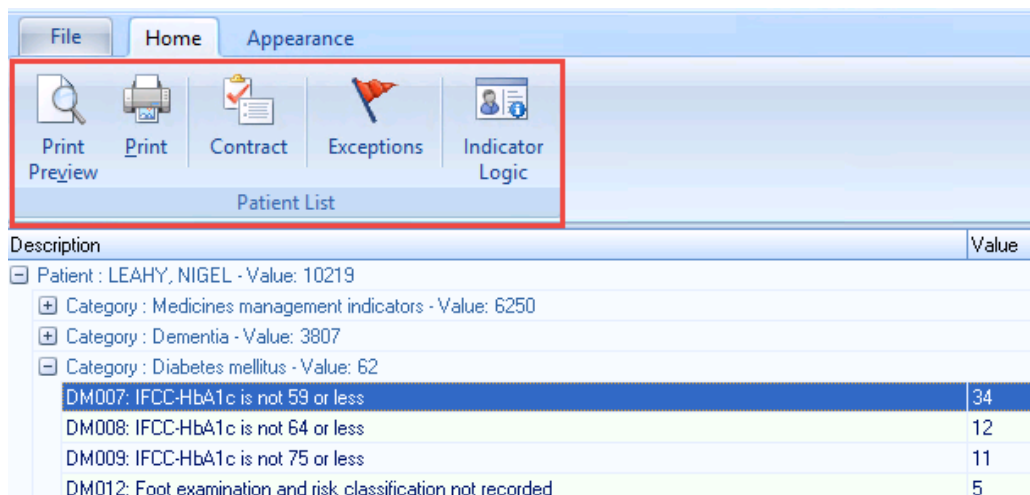 File Home Appearance
Print Preview Print Contract Exceptions Indicator Logic
Patient List
Description Value
Patient : LEAHY, NIGEL - Value: 10219
Category : Medicines management indicators - Value: 6250
Category : Dementia - Value: 3807
Category : Diabetes mellitus - Value: 62
DM007: IFCC-HbA1c is not 59 or less 34
DM008: IFCC-HbA1c is not 64 or less 12
DM009: IFCC-HbA1c is not 75 or less 11
DM012: Foot examination and risk classification not recorded 5